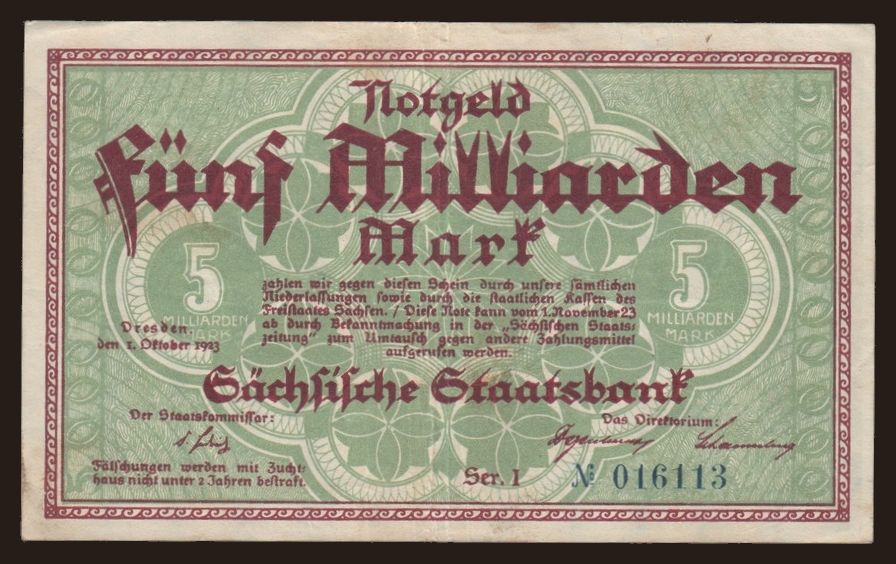 Notgeld
Fünf Milliarden
Mark
5
MILLIARDEN
MARK
5
MILLIARDEN
MARK
zahlen wir gegen diesen Schein durch unsere sämtlichen
Niederlassungen sowie durch die staatlichen Kassen des
Freistaates Sachsen. / Diese Note kann vom 1. November 23
ab durch Bekanntmachung in der „Sächsischen Staats-
zeitung" zum Umtausch gegen andere Zahlungsmittel
aufgerufen werden.
Dresden,
den 1. Oktober 1923
Sächsische Staatsbank
Der Staatskommissar:
Das Direktorium:
Fälschungen werden mit Zucht-
haus nicht unter 2 Jahren bestraft.
Ser. I № 016113